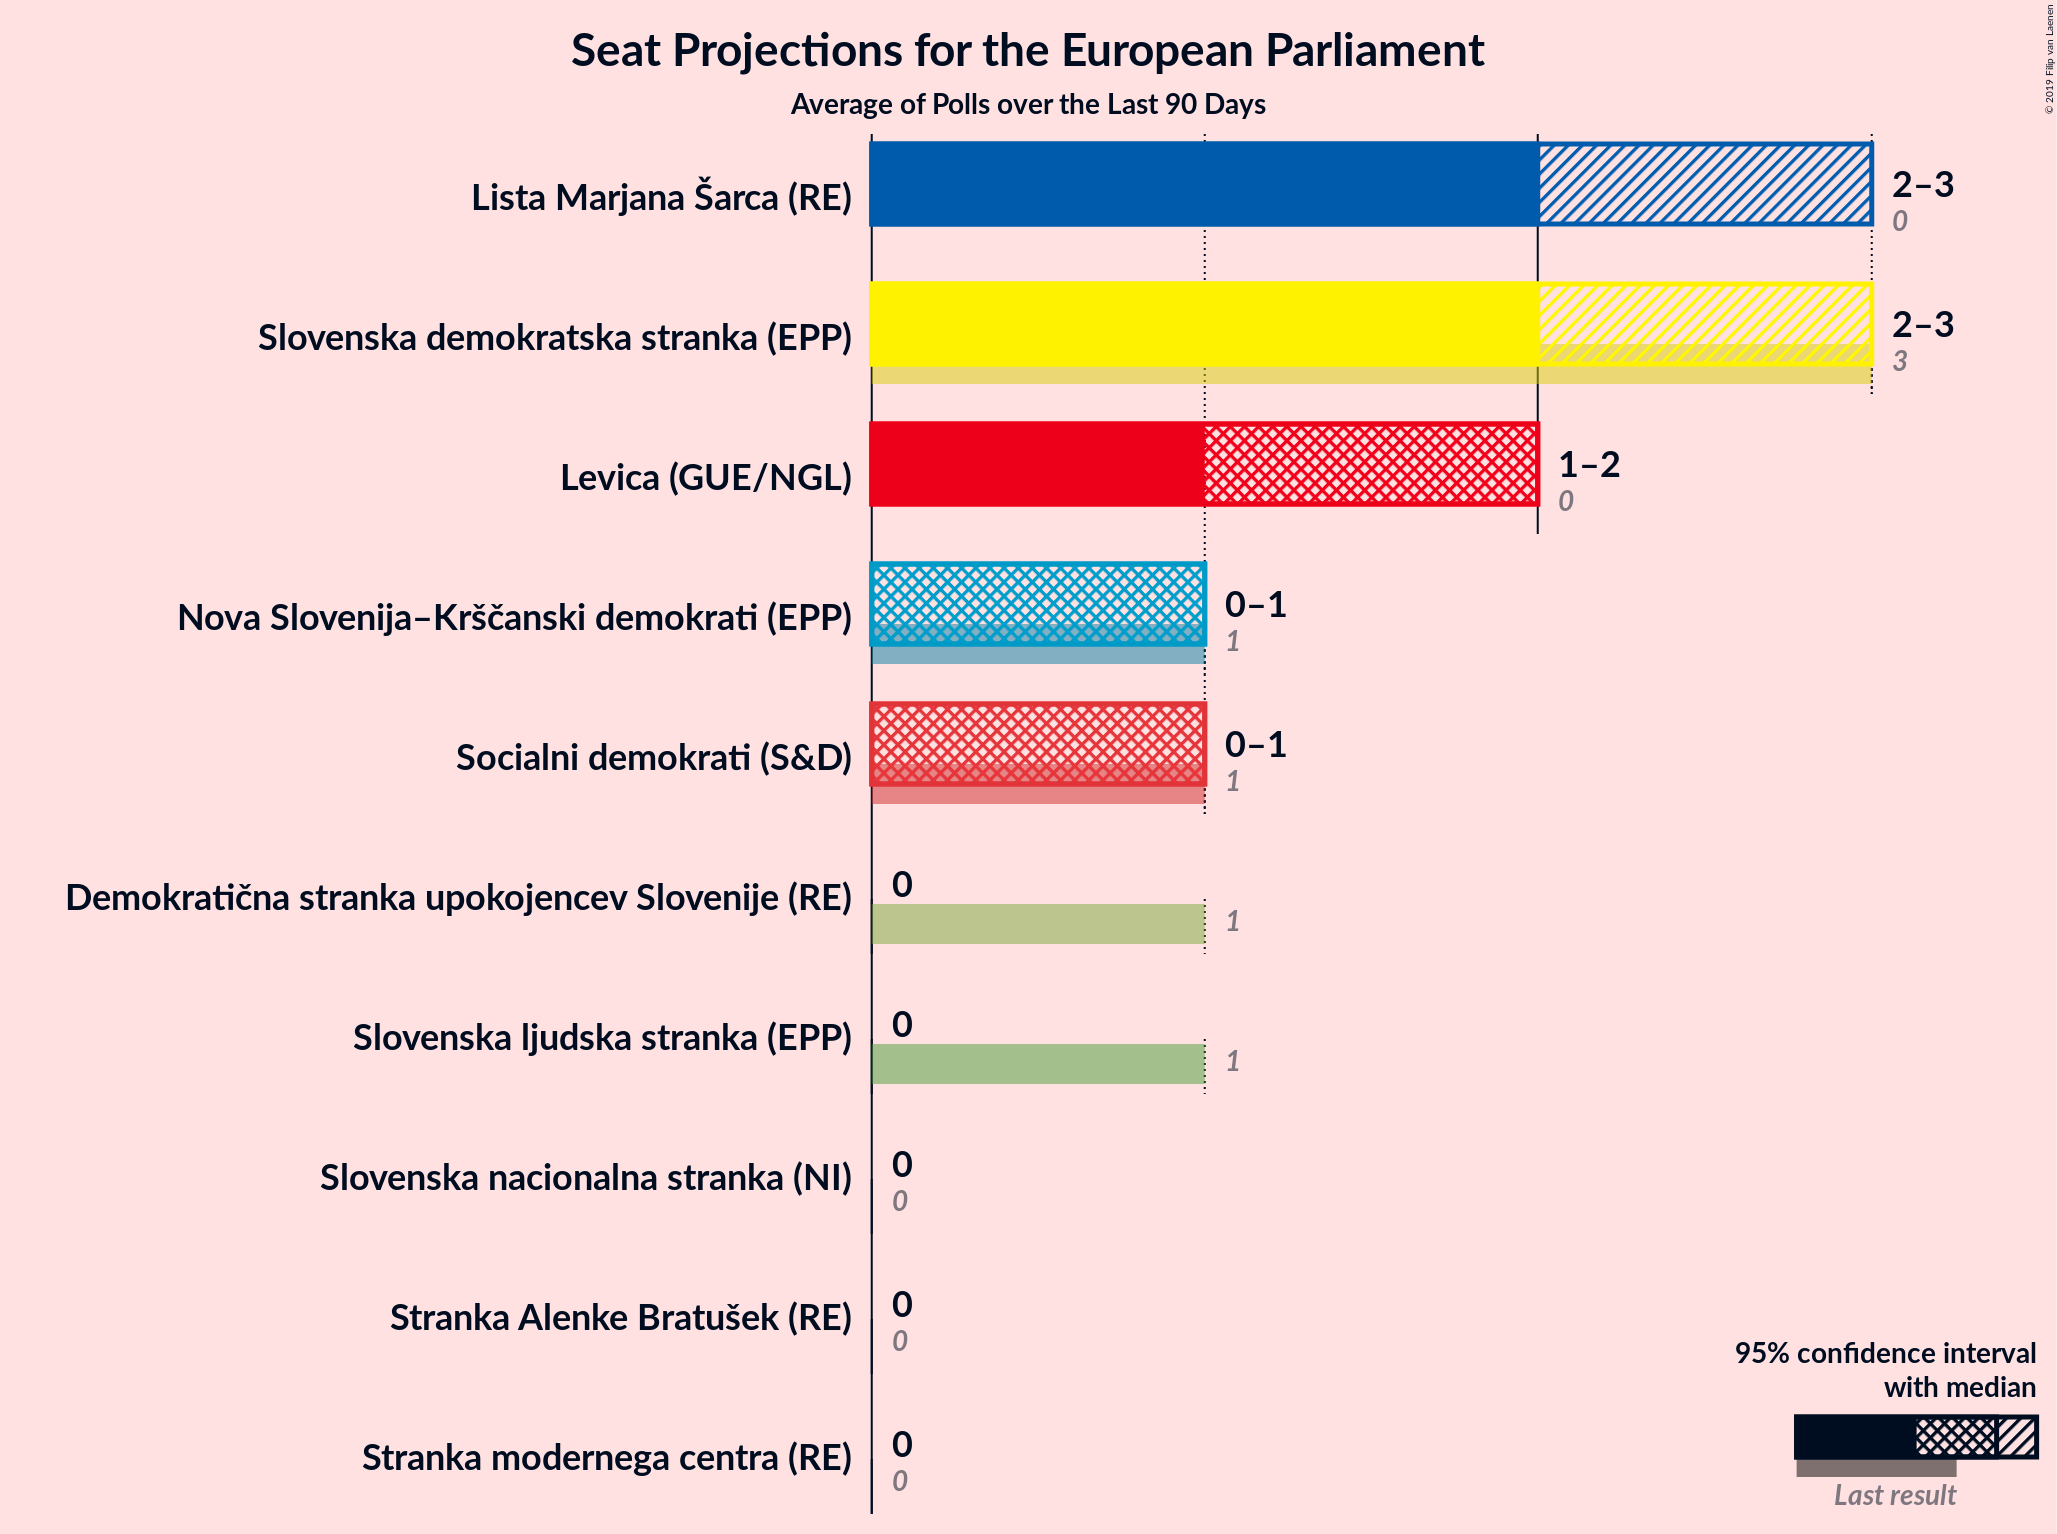 Seat Projections for the European Parliament
Average of Polls over the Last 90 Days
© 2019 Filip van Laenen
Lista Marjana Šarca (RE)
2–3
0
Slovenska demokratska stranka (EPP)
2–3
3
Levica (GUE/NGL)
1–2
0
Nova Slovenija–Krščanski demokrati (EPP)
0–1
1
Socialni demokrati (S&D)
0–1
1
Demokratična stranka upokojencev Slovenije (RE)
0
1
Slovenska ljudska stranka (EPP)
0
1
Slovenska nacionalna stranka (NI)
0
0
Stranka Alenke Bratušek (RE)
0
0
Stranka modernega centra (RE)
0
0
95% confidence interval
with median
Last result